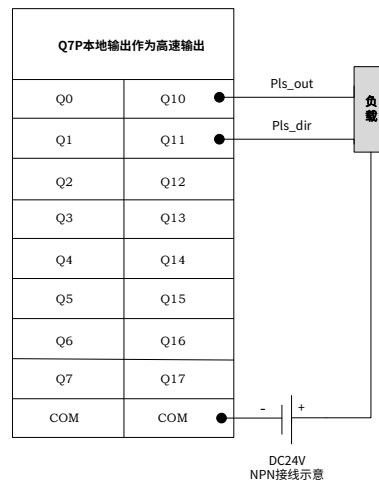 Q7P本地输出作为高速输出
Q0 Q10 Pls_out
负
载
Q1 Q11 Pls_dir
Q2 Q12
Q3 Q13
Q4 Q14
Q5 Q15
Q6 Q16
Q7 Q17
COM COM - +
DC24V
NPN接线示意